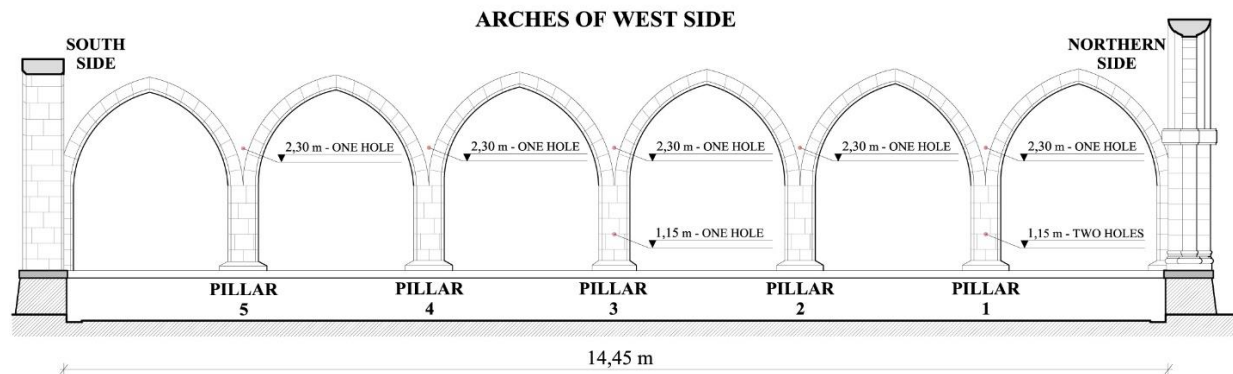 ARCHES OF WEST SIDE
SOUTH
SIDE
NORTHERN
SIDE
2,30 m - ONE HOLE
2,30 m - ONE HOLE
2,30 m - ONE HOLE
2,30 m - ONE HOLE
2,30 m - ONE HOLE
1,15 m - ONE HOLE
1,15 m - TWO HOLES
PILLAR
5
PILLAR
4
PILLAR
3
PILLAR
2
PILLAR
1
14,45 m